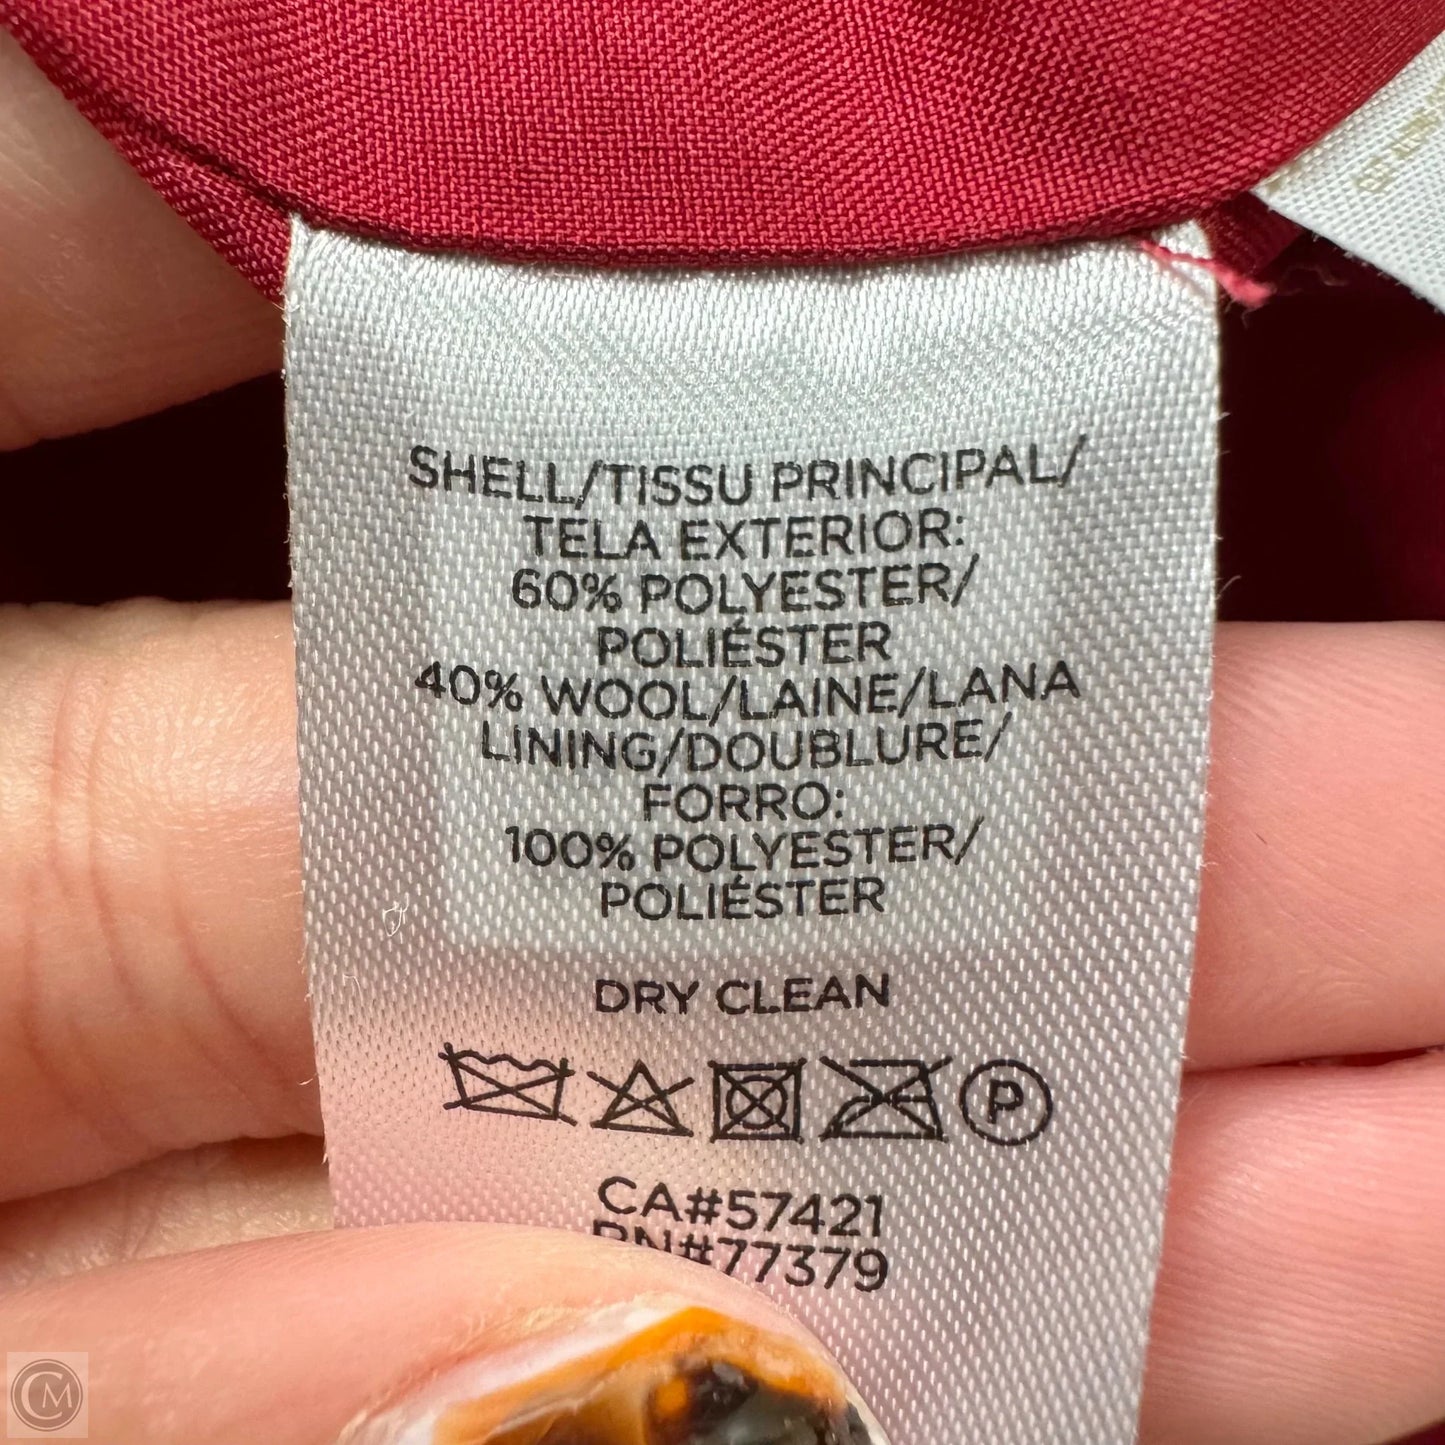 SHELL/TISSU PRINCIPAL/
TELA EXTERIOR:
60% POLYESTER/
POLIÉSTER
40% WOOL/LAINE/LANA
LINING/DOUBLURE/
FORRO:
100% POLYESTER/
POLIÉSTER
DRY CLEAN
P
CA#57421
RN#77379
CM